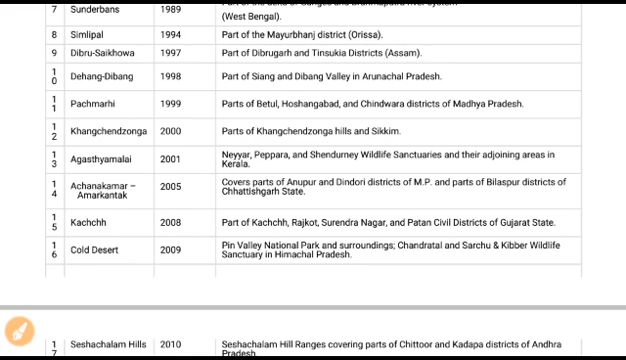 7 Sunderbans 1989
(West Bengal).
8 Simlipal 1994 Part of the Mayurbhanj district (Orissa).
9 Dibru-Saikhowa 1997 Part of Dibrugarh and Tinsukia Districts (Assam).
10 Dehang-Dibang 1998 Part of Siang and Dibang Valley in Arunachal Pradesh.
11 Pachmarhi 1999 Parts of Betul, Hoshangabad, and Chindwara districts of Madhya Pradesh.
12 Khangchendzonga 2000 Parts of Khangchendzonga hills and Sikkim.
13 Agasthyamalai 2001 Neyyar, Peppara, and Shendurney Wildlife Sanctuaries and their adjoining areas in
Kerala.
14 Achanakamar – 2005 Covers parts of Anupur and Dindori districts of M.P. and parts of Bilaspur districts of
Amarkantak Chhattishgarh State.
15 Kachchh 2008 Part of Kachchh, Rajkot, Surendra Nagar, and Patan Civil Districts of Gujarat State.
16 Cold Desert 2009 Pin Valley National Park and surroundings; Chandratal and Sarchu & Kibber Wildlife
Sanctuary in Himachal Pradesh.
17 Seshachalam Hills 2010 Seshachalam Hill Ranges covering parts of Chittoor and Kadapa districts of Andhra
Pradesh.